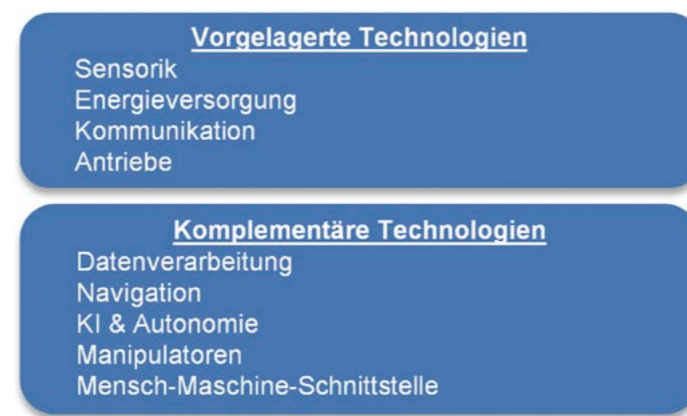 Vorgelagerte Technologien
Sensorik
Energieversorgung
Kommunikation
Antriebe
Komplementäre Technologien
Datenverarbeitung
Navigation
KI & Autonomie
Manipulatoren
Mensch-Maschine-Schnittstelle